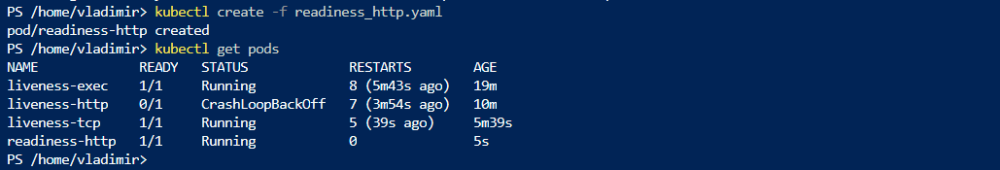 PS /home/vladimir> kubectl create -f readiness_http.yaml
pod/readiness-http created
PS /home/vladimir> kubectl get pods
NAME             READY   STATUS             RESTARTS        AGE
liveness-exec    1/1     Running            8 (5m43s ago)   19m
liveness-http    0/1     CrashLoopBackOff   7 (3m54s ago)   10m
liveness-tcp     1/1     Running            5 (39s ago)     5m39s
readiness-http   1/1     Running            0               5s
PS /home/vladimir>